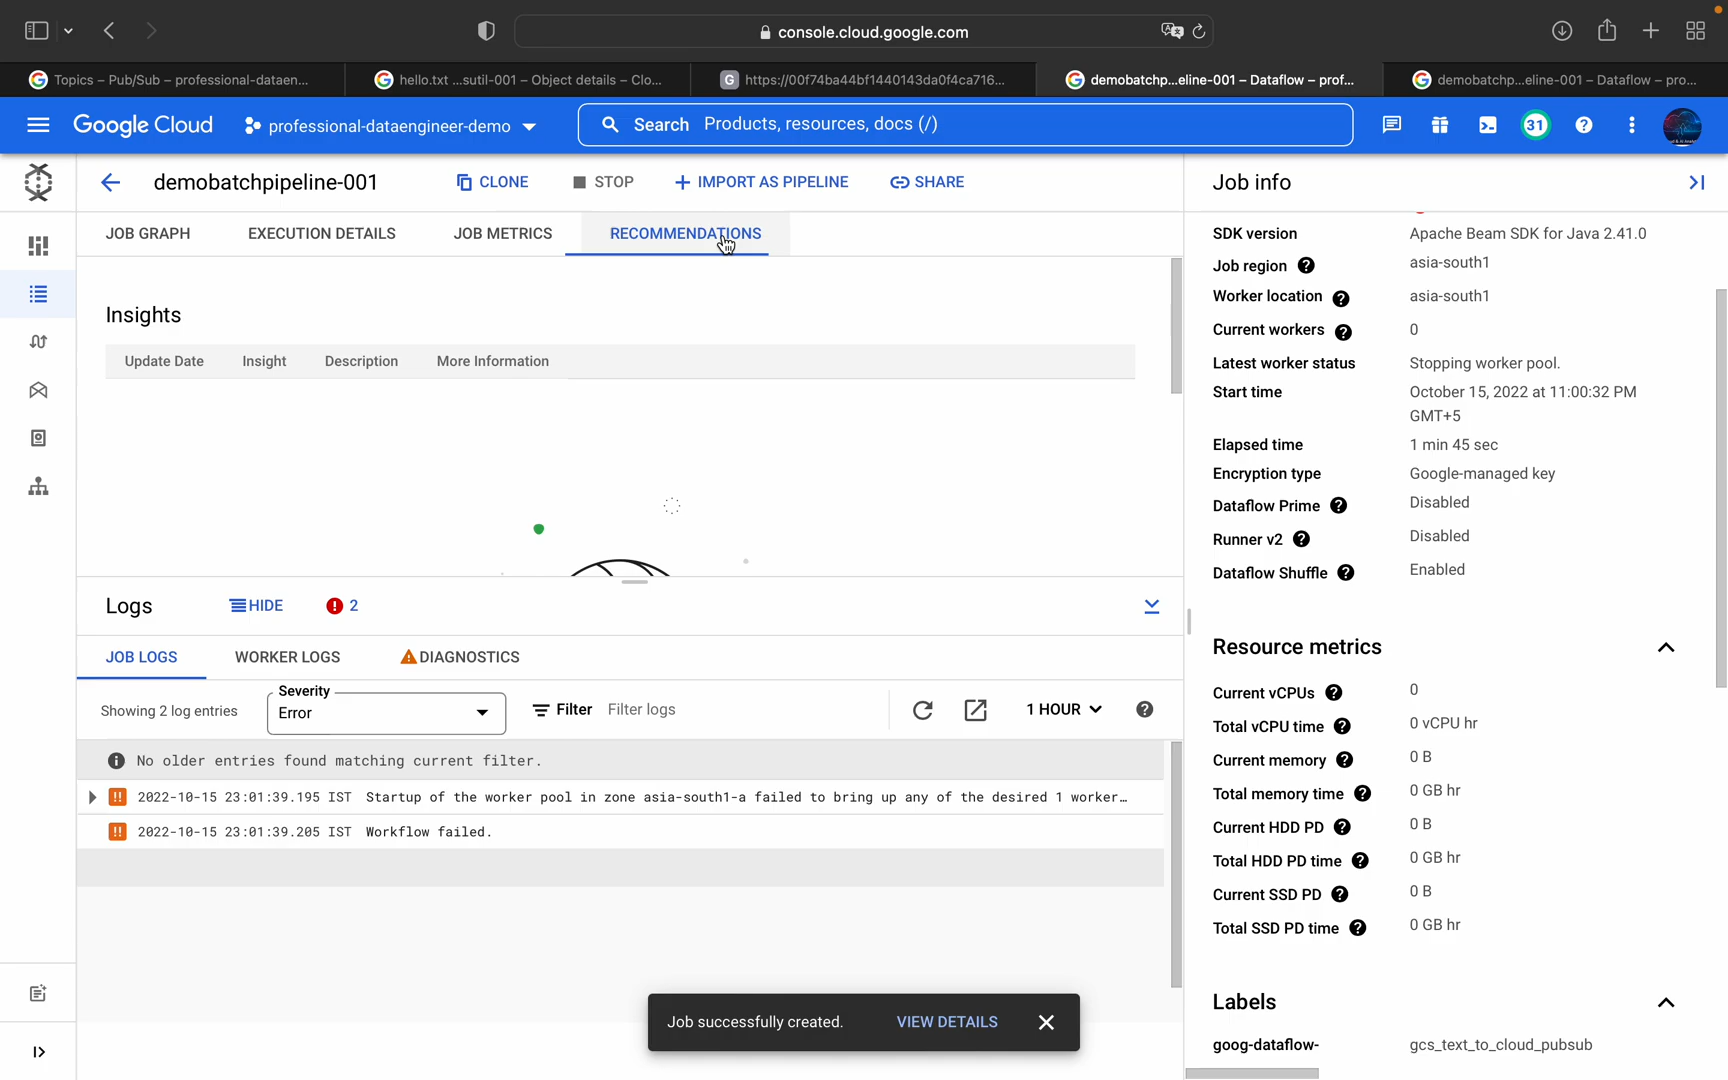 console.cloud.google.com
Topics – Pub/Sub – professional-dataen...
hello.txt ...sutil-001 – Object details – Clo...
G https://00f74ba44bf1440143da0f4ca716...
demobatchp...eline-001 – Dataflow – prof...
demobatchp...eline-001 – Dataflow – pro...
Google Cloud
professional-dataengineer-demo
Search Products, resources, docs (/)
31
demobatchpipeline-001
CLONE
STOP
IMPORT AS PIPELINE
SHARE
JOB GRAPH
EXECUTION DETAILS
JOB METRICS
RECOMMENDATIONS
Insights
Update Date Insight Description More Information
Logs
HIDE
2
JOB LOGS
WORKER LOGS
DIAGNOSTICS
Showing 2 log entries
Severity
Error
Filter Filter logs
1 HOUR
No older entries found matching current filter.
2022-10-15 23:01:39.195 IST Startup of the worker pool in zone asia-south1-a failed to bring up any of the desired 1 worker…
2022-10-15 23:01:39.205 IST Workflow failed.
Job successfully created. VIEW DETAILS
Job info
SDK version Apache Beam SDK for Java 2.41.0
Job region asia-south1
Worker location asia-south1
Current workers 0
Latest worker status Stopping worker pool.
Start time October 15, 2022 at 11:00:32 PM
GMT+5
Elapsed time 1 min 45 sec
Encryption type Google-managed key
Dataflow Prime Disabled
Runner v2 Disabled
Dataflow Shuffle Enabled
Resource metrics
Current vCPUs 0
Total vCPU time 0 vCPU hr
Current memory 0 B
Total memory time 0 GB hr
Current HDD PD 0 B
Total HDD PD time 0 GB hr
Current SSD PD 0 B
Total SSD PD time 0 GB hr
Labels
goog-dataflow- gcs_text_to_cloud_pubsub